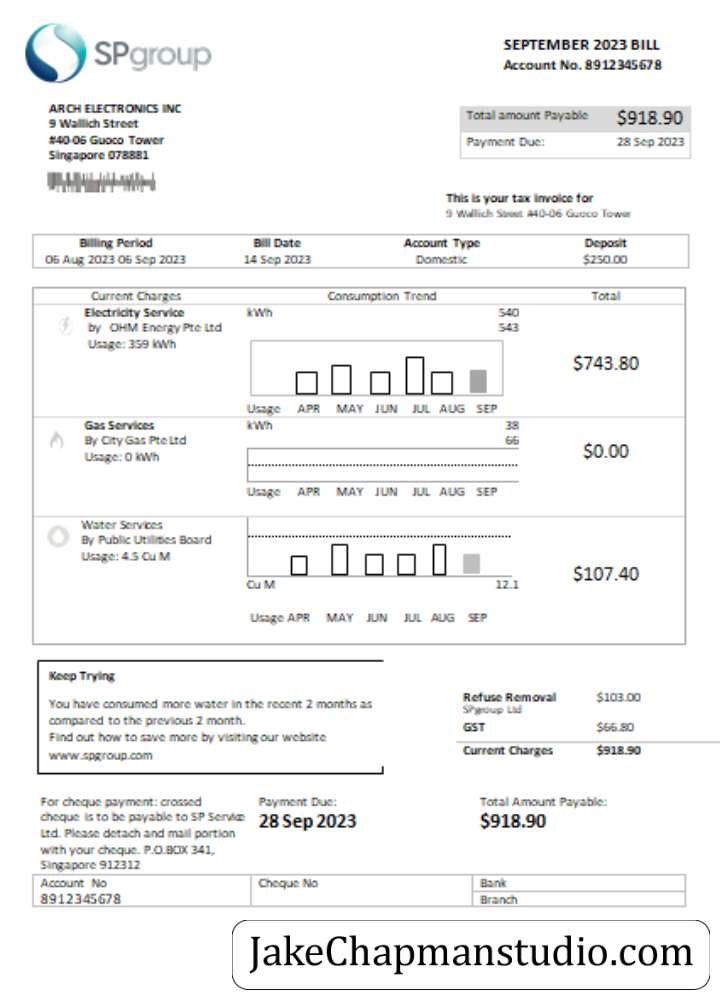 SPgroup
SEPTEMBER 2023 BILL
Account No. 8912345678
ARCH ELECTRONICS INC
9 Wallich Street
#40-06 Guoco Tower
Singapore 078881
Total amount Payable $918.90
Payment Due: 28 Sep 2023
This is your tax invoice for
9 Wallich Street #40-06 Guoco Tower
Billing Period Bill Date Account Type Deposit
06 Aug 2023 06 Sep 2023 14 Sep 2023 Domestic $250.00
Current Charges Consumption Trend Total
Electricity Service kWh 540
by OHM Energy Pte Ltd 543
Usage: 359 kWh
$743.80
Usage APR MAY JUN JUL AUG SEP
Gas Services kWh 38
By City Gas Pte Ltd 66
Usage: 0 kWh
$0.00
Usage APR MAY JUN JUL AUG SEP
Water Services
By Public Utilities Board
Usage: 4.5 Cu M
$107.40
Cu M 12.1
Usage APR MAY JUN JUL AUG SEP
Keep Trying
You have consumed more water in the recent 2 months as
compared to the previous 2 month.
Find out how to save more by visiting our website
www.spgroup.com
Refuse Removal $103.00
SPgroup Ltd
GST $66.80
Current Charges $918.90
For cheque payment: crossed
cheque is to be payable to SP Service
Ltd. Please detach and mail portion
with your cheque. P.O.BOX 341,
Singapore 912312
Payment Due:
28 Sep 2023
Total Amount Payable:
$918.90
Account No Cheque No Bank
8912345678 Branch
JakeChapmanstudio.com